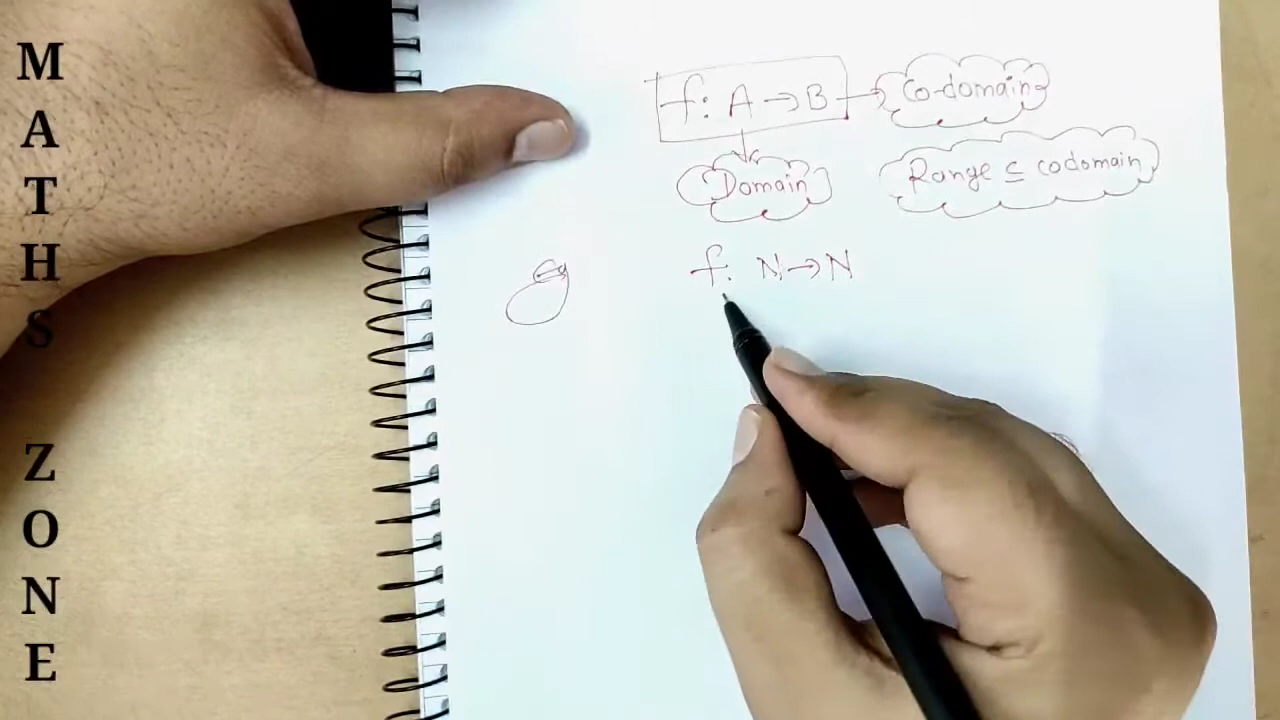 MATHS
ZONE
f: A → B → Co-domain
Domain
Range ⊆ codomain
Eg
f: N → N